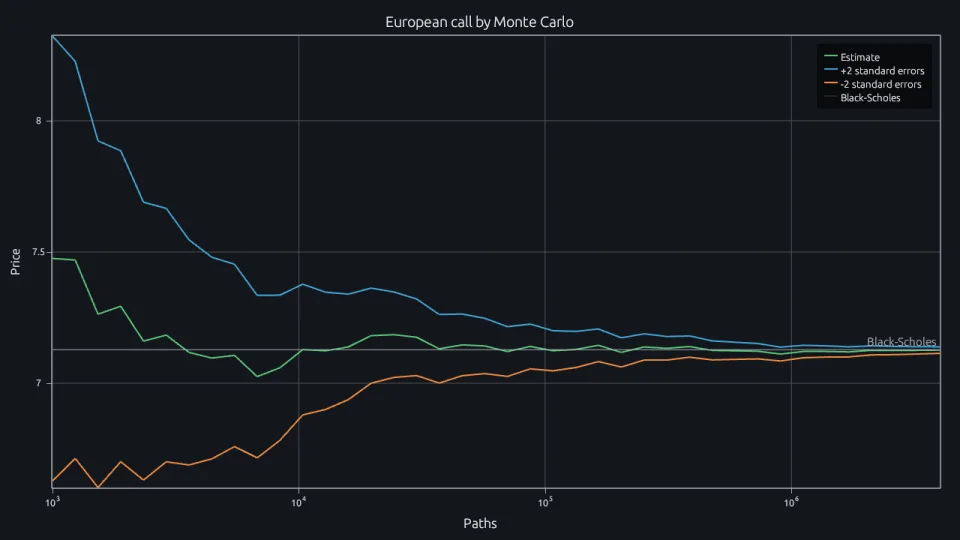 European call by Monte Carlo
Estimate
+2 standard errors
-2 standard errors
Black-Scholes
8
7.5
7
Price
Black-Scholes
10³
10⁴
10⁵
10⁶
Paths